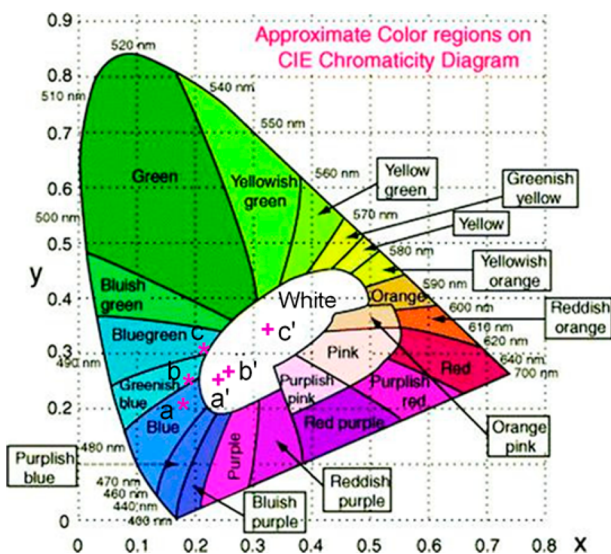 Approximate Color regions on
CIE Chromaticity Diagram
0.9
0.8
0.7
0.6
0.5
0.4
0.3
0.2
0.1
0
y
0
0.1
0.2
0.3
0.4
0.5
0.6
0.7
0.8
x
520 nm
510 nm
540 nm
550 nm
560 nm
570 nm
580 nm
590 nm
600 nm
610 nm
620 nm
640 nm
700 nm
500 nm
490 nm
480 nm
470 nm
460 nm
440 nm
400 nm
Green
Yellowish
green
Yellow
green
Greenish
yellow
Yellow
Yellowish
orange
Orange
Reddish
orange
White
Bluish
green
Bluegreen
Greenish
blue
Blue
Pink
Red
Purplish
pink
Purplish
red
Red purple
Orange
pink
Purplish
blue
Purple
Bluish
purple
Reddish
purple
c
c'
b
b'
a
a'